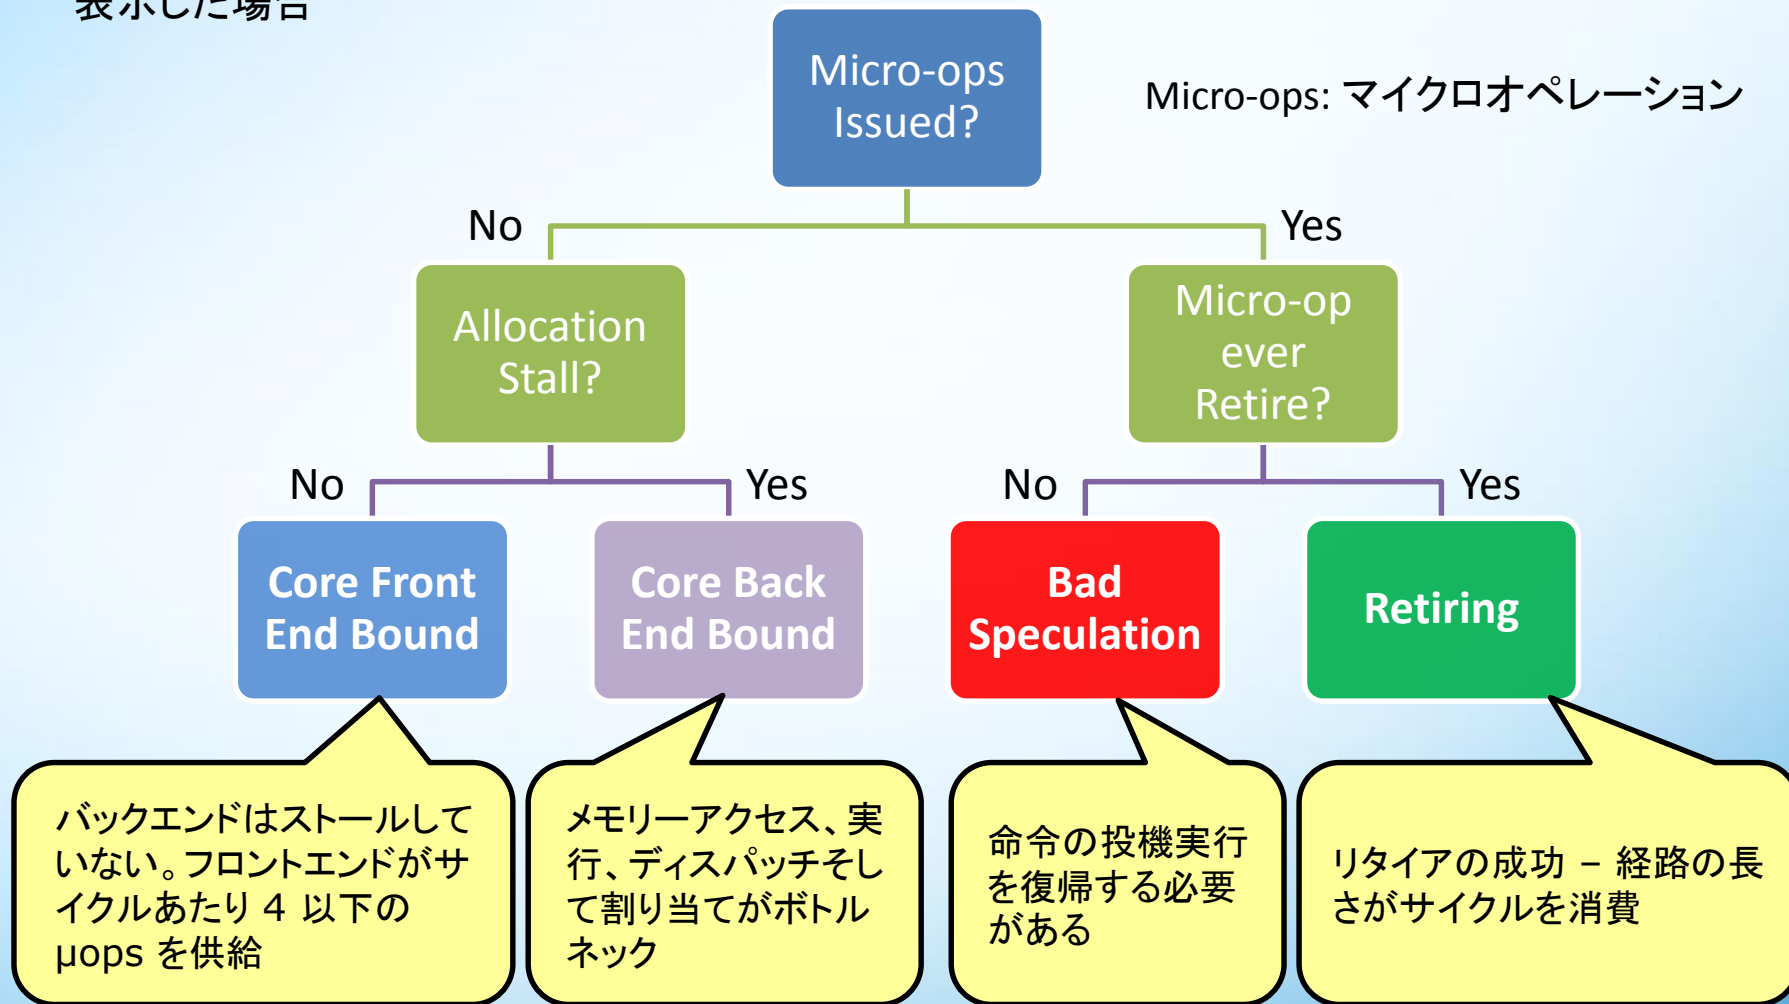 表示した場合
Micro-ops
Issued?
Micro-ops: マイクロオペレーション
No
Yes
Allocation
Stall?
Micro-op
ever
Retire?
No
Yes
No
Yes
Core Front
End Bound
Core Back
End Bound
Bad
Speculation
Retiring
バックエンドはストールして
いない。フロントエンドがサ
イクルあたり 4 以下の
μops を供給
メモリーアクセス、実
行、ディスパッチそし
て割り当てがボトル
ネック
命令の投機実行
を復帰する必要
がある
リタイアの成功 – 経路の長
さがサイクルを消費